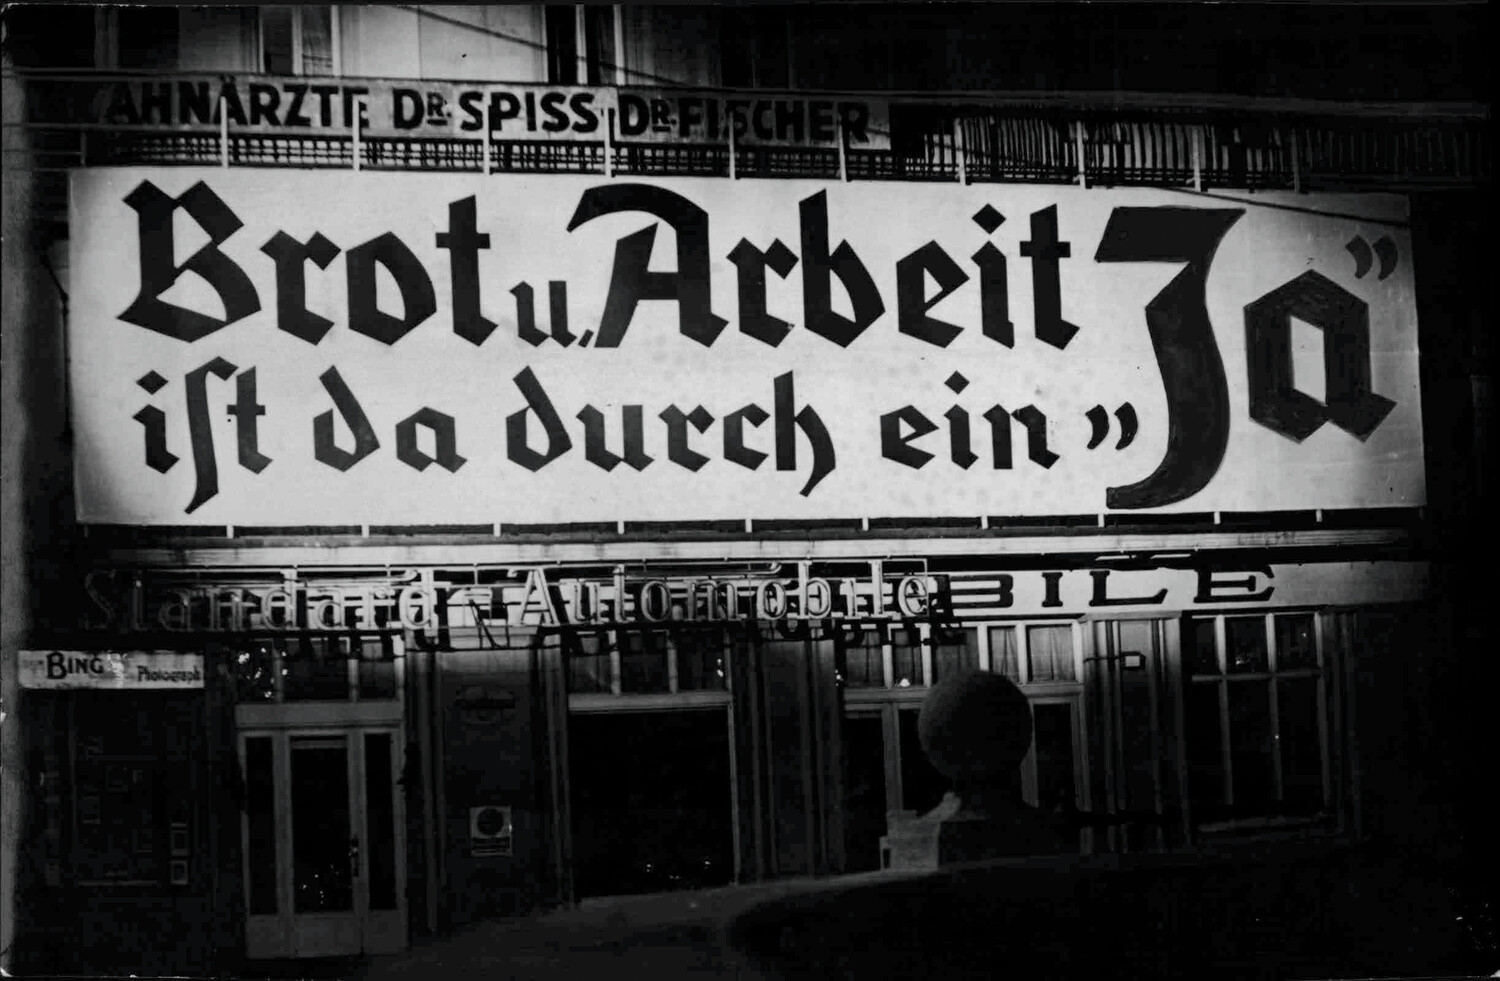 AHNÄRZTE DR. SPISS DR. FISCHER
Brot u. Arbeit
iſt da durch ein „Ja”
Standard-Automobile
BILE
BING Photograph